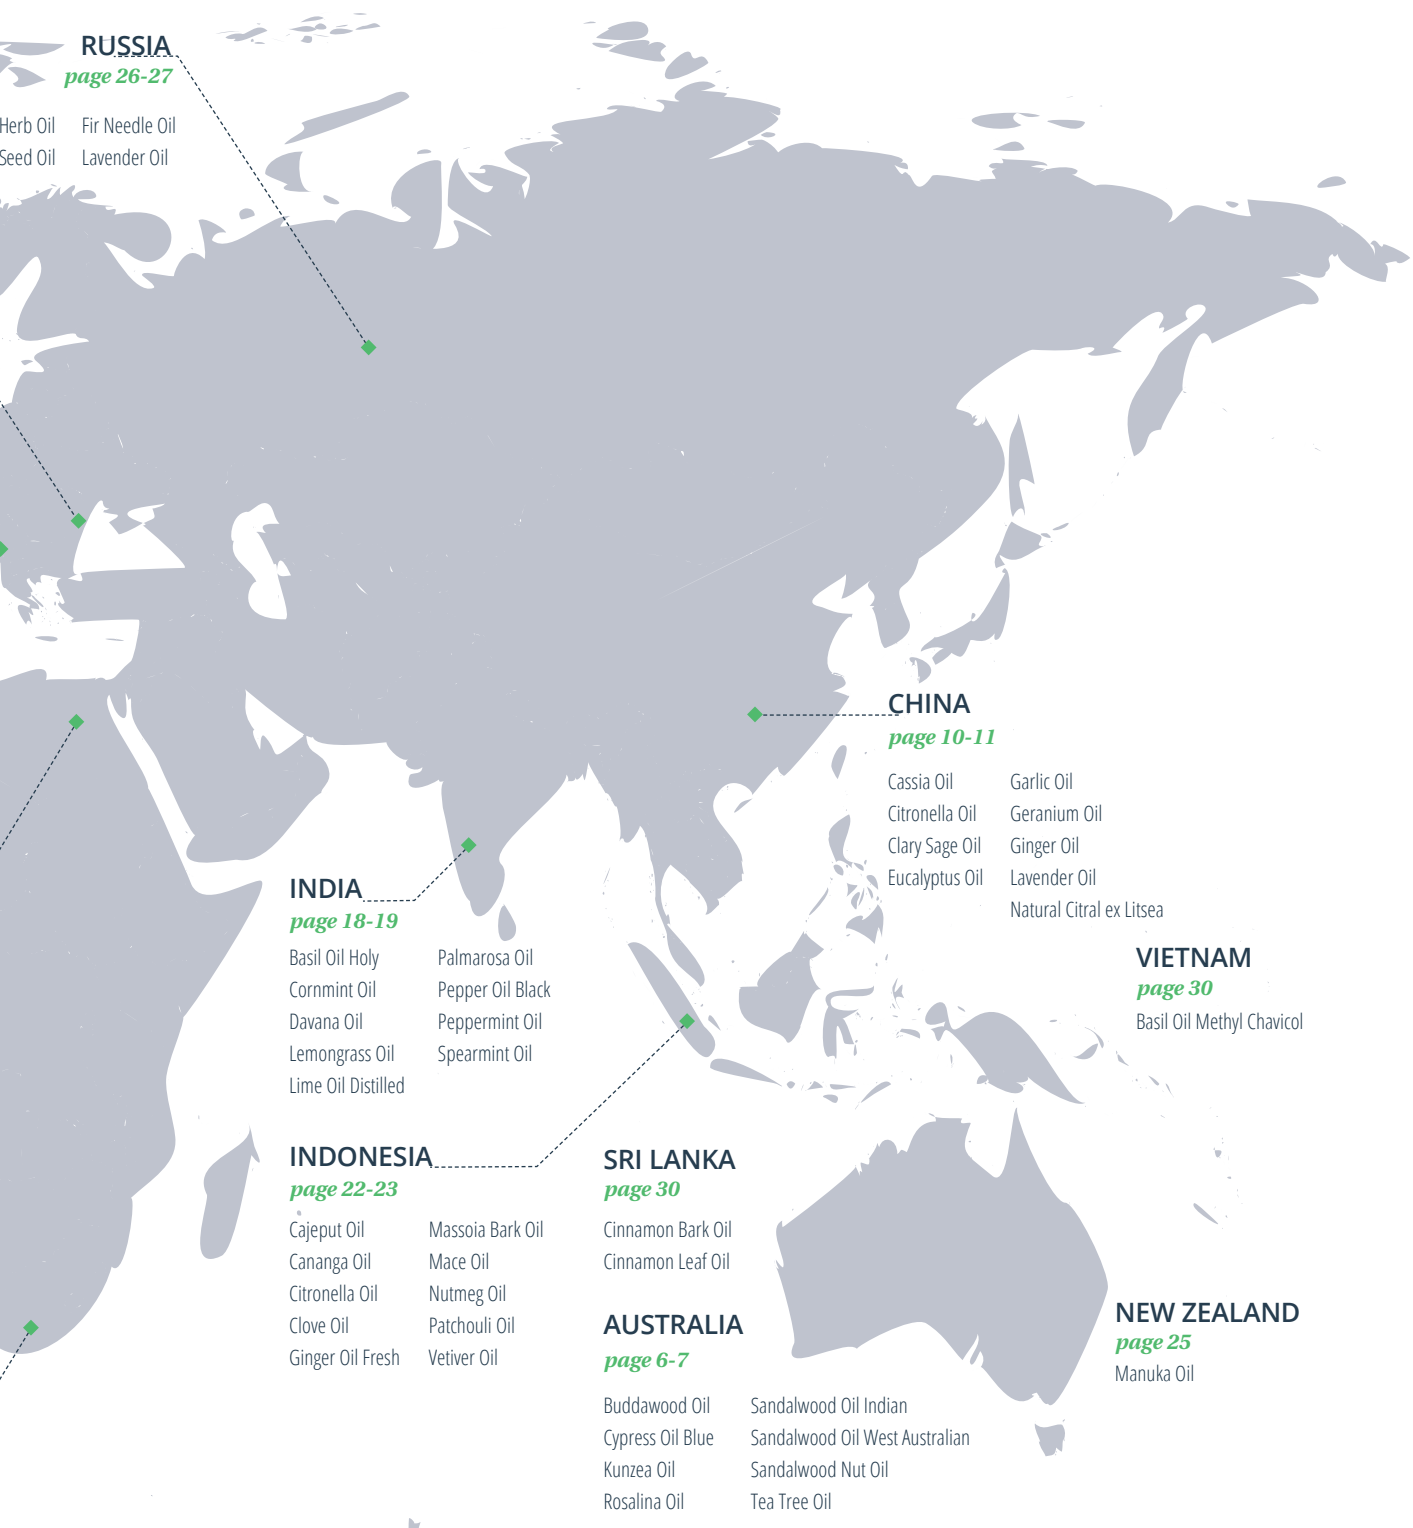 RUSSIA
page 26-27
Herb Oil
Seed Oil
Fir Needle Oil
Lavender Oil
CHINA
page 10-11
Cassia Oil
Citronella Oil
Clary Sage Oil
Eucalyptus Oil
Garlic Oil
Geranium Oil
Ginger Oil
Lavender Oil
Natural Citral ex Litsea
INDIA
page 18-19
Basil Oil Holy
Cornmint Oil
Davana Oil
Lemongrass Oil
Lime Oil Distilled
Palmarosa Oil
Pepper Oil Black
Peppermint Oil
Spearmint Oil
VIETNAM
page 30
Basil Oil Methyl Chavicol
INDONESIA
page 22-23
Cajeput Oil
Cananga Oil
Citronella Oil
Clove Oil
Ginger Oil Fresh
Massoia Bark Oil
Mace Oil
Nutmeg Oil
Patchouli Oil
Vetiver Oil
SRI LANKA
page 30
Cinnamon Bark Oil
Cinnamon Leaf Oil
AUSTRALIA
page 6-7
Buddawood Oil
Cypress Oil Blue
Kunzea Oil
Rosalina Oil
Sandalwood Oil Indian
Sandalwood Oil West Australian
Sandalwood Nut Oil
Tea Tree Oil
NEW ZEALAND
page 25
Manuka Oil